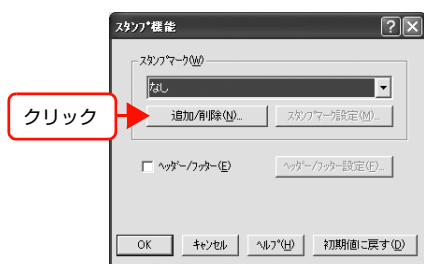 スタンプ機能
スタンプマーク(W)
なし
クリック
追加/削除(N)... スタンプマーク設定(M)...
ヘッダー/フッター(E) ヘッダー/フッター設定(F)...
OK キャンセル ヘルプ(H) 初期値に戻す(D)